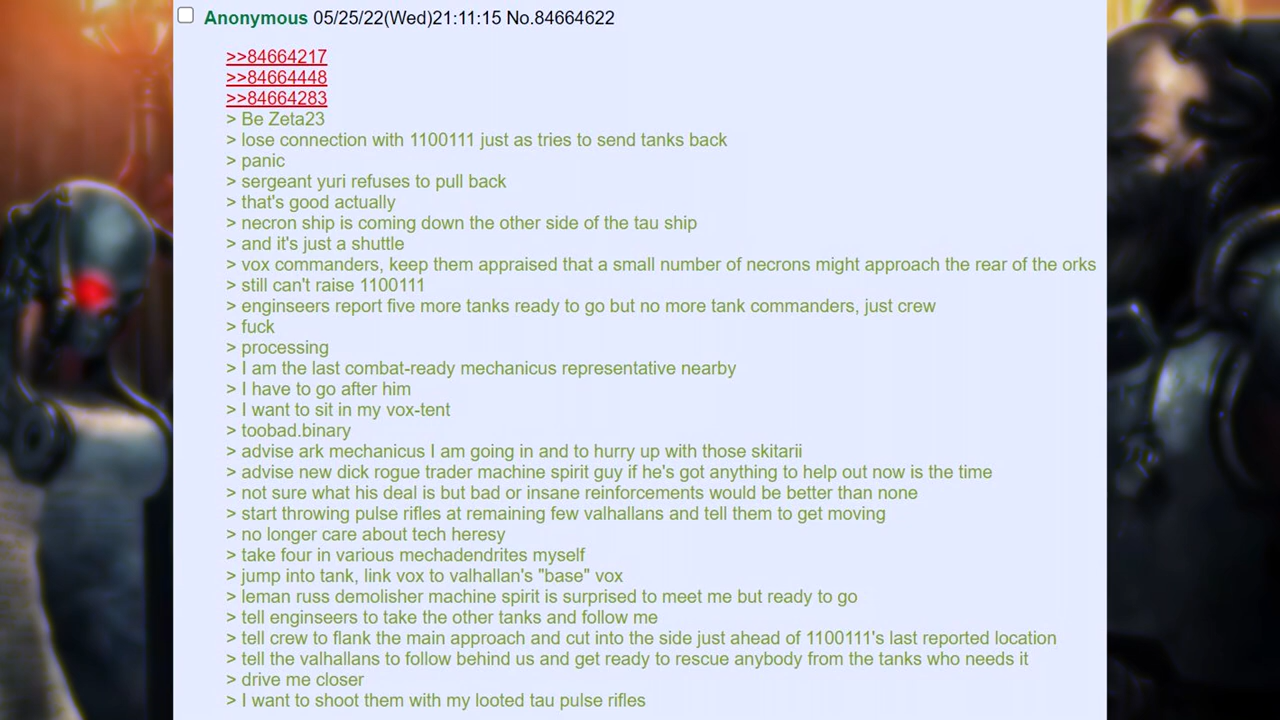 Anonymous 05/25/22(Wed)21:11:15 No.84664622
>>84664217
>>84664448
>>84664283
> Be Zeta23
> lose connection with 1100111 just as tries to send tanks back
> panic
> sergeant yuri refuses to pull back
> that's good actually
> necron ship is coming down the other side of the tau ship
> and it's just a shuttle
> vox commanders, keep them appraised that a small number of necrons might approach the rear of the orks
> still can't raise 1100111
> engineers report five more tanks ready to go but no more tank commanders, just crew
> fuck
> processing
> I am the last combat-ready mechanicus representative nearby
> I have to go after him
> I want to sit in my vox-tent
> toobad.binary
> advise ark mechanicus I am going in and to hurry up with those skitarii
> advise new dick rogue trader machine spirit guy if he's got anything to help out now is the time
> not sure what his deal is but bad or insane reinforcements would be better than none
> start throwing pulse rifles at remaining few valhallans and tell them to get moving
> no longer care about tech heresy
> take four in various mechadendrites myself
> jump into tank, link vox to valhallan's "base" vox
> leman russ demolisher machine spirit is surprised to meet me but ready to go
> tell enginseers to take the other tanks and follow me
> tell crew to flank the main approach and cut into the side just ahead of 1100111's last reported location
> tell the valhallans to follow behind us and get ready to rescue anybody from the tanks who needs it
> drive me closer
> I want to shoot them with my looted tau pulse rifles